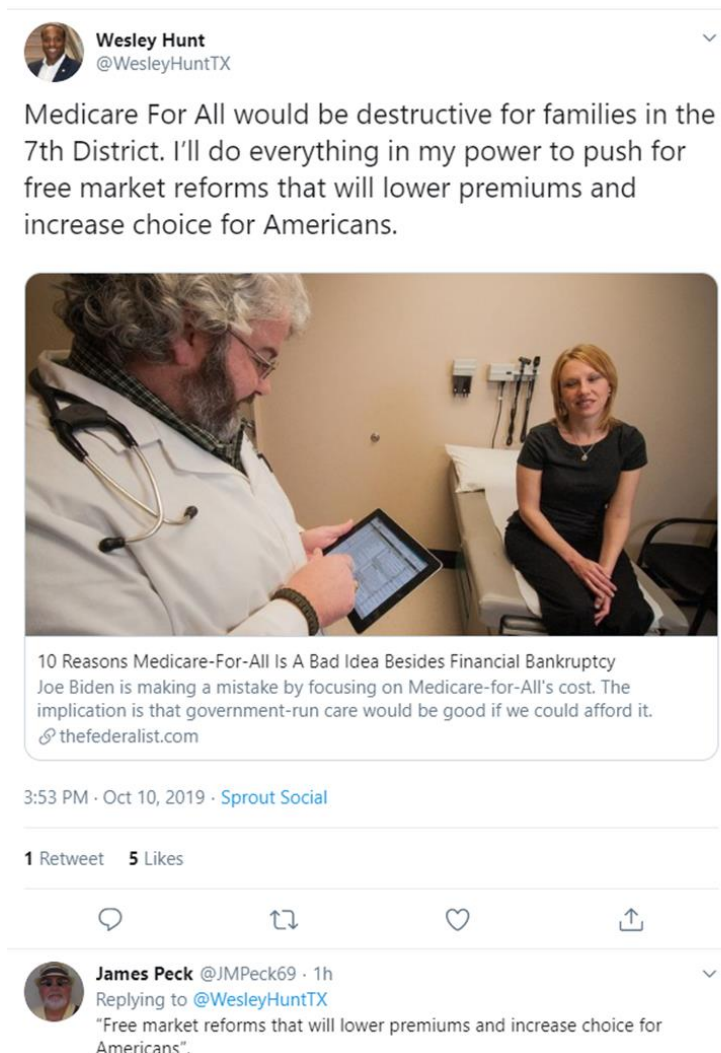 Wesley Hunt
@WesleyHuntTX
Medicare For All would be destructive for families in the
7th District. I’ll do everything in my power to push for
free market reforms that will lower premiums and
increase choice for Americans.
10 Reasons Medicare-For-All Is A Bad Idea Besides Financial Bankruptcy
Joe Biden is making a mistake by focusing on Medicare-for-All's cost. The
implication is that government-run care would be good if we could afford it.
thefederalist.com
3:53 PM · Oct 10, 2019 · Sprout Social
1 Retweet 5 Likes
James Peck @JMPeck69 · 1h
Replying to @WesleyHuntTX
“Free market reforms that will lower premiums and increase choice for
Americans”.